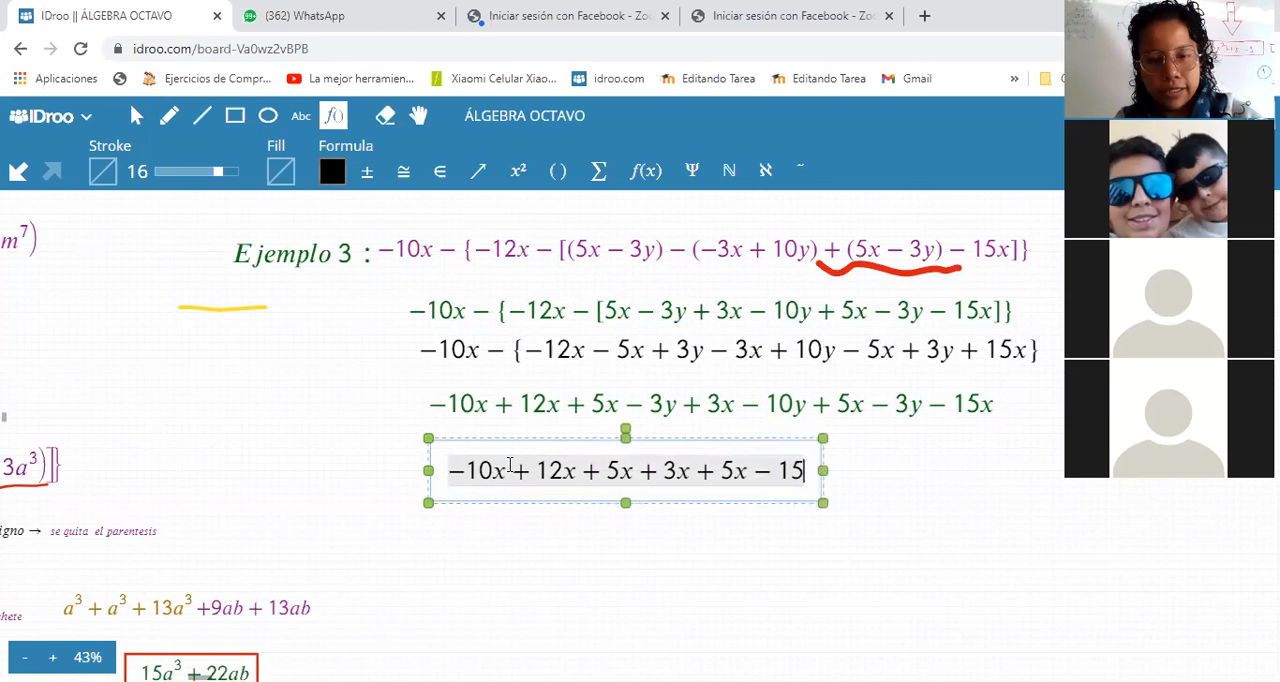 IDroo || ÁLGEBRA OCTAVO
(362) WhatsApp
Iniciar sesión con Facebook - Zoo
Iniciar sesión con Facebook - Zoo
idroo.com/board-Va0wz2vBPB
Aplicaciones
Ejercicios de Compr...
La mejor herramien...
Xiaomi Celular Xiao...
idroo.com
Editando Tarea
Editando Tarea
Gmail
»
IDroo
Abc
f()
ÁLGEBRA OCTAVO
Stroke
Fill
Formula
16
± ≅ ∈ x² ( ) ∑ f(x) Ψ ℕ ℵ ~
m⁷)
Ejemplo 3 : −10x − {−12x − [(5x − 3y) − (−3x + 10y) + (5x − 3y) − 15x]}
−10x − {−12x − [5x − 3y + 3x − 10y + 5x − 3y − 15x]}
−10x − {−12x − 5x + 3y − 3x + 10y − 5x + 3y + 15x}
−10x + 12x + 5x − 3y + 3x − 10y + 5x − 3y − 15x
3a³)]}
−10x + 12x + 5x + 3x + 5x − 15
igno → se quita el parentesis
a³ + a³ + 13a³ +9ab + 13ab
hete
- + 43%
15a³ + 22ab